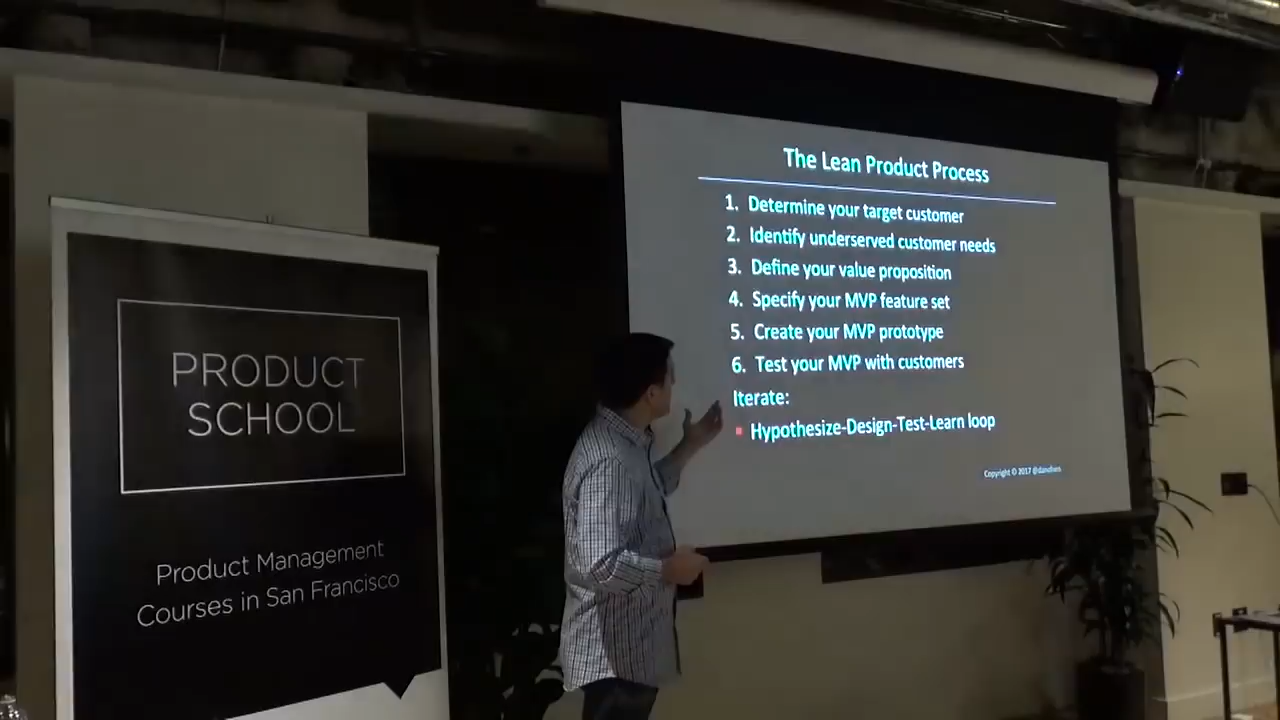 PRODUCT
SCHOOL
Product Management
Courses in San Francisco
The Lean Product Process
1. Determine your target customer
2. Identify underserved customer needs
3. Define your value proposition
4. Specify your MVP feature set
5. Create your MVP prototype
6. Test your MVP with customers
Iterate:
Hypothesize-Design-Test-Learn loop
Copyright © 2017